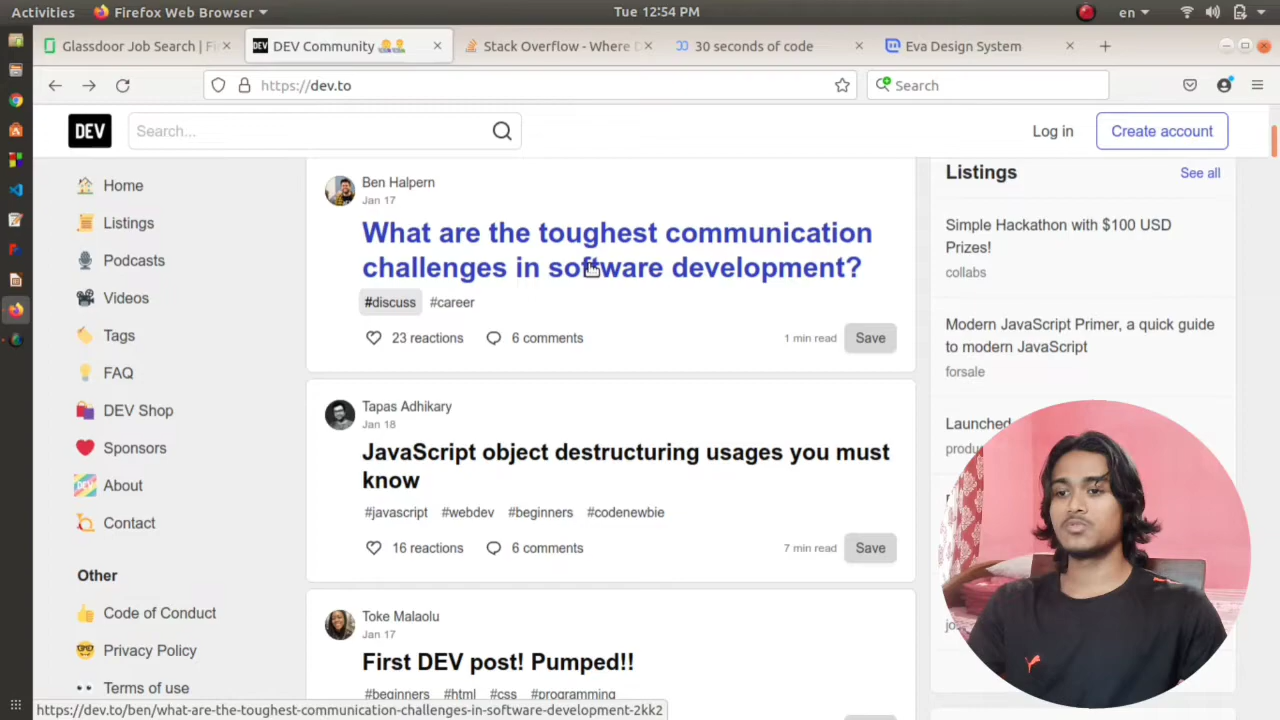 Activities
Firefox Web Browser
Tue 12:54 PM
en
Glassdoor Job Search | Fi
DEV Community
Stack Overflow - Where D
30 seconds of code
Eva Design System
https://dev.to
Search
DEV
Search...
Log in
Create account
Home
Listings
Podcasts
Videos
Tags
FAQ
DEV Shop
Sponsors
About
Contact
Other
Code of Conduct
Privacy Policy
Terms of use
Ben Halpern
Jan 17
What are the toughest communication
challenges in software development?
#discuss #career
23 reactions
6 comments
1 min read
Save
Tapas Adhikary
Jan 18
JavaScript object destructuring usages you must
know
#javascript #webdev #beginners #codenewbie
16 reactions
6 comments
7 min read
Save
Toke Malaolu
Jan 17
First DEV post! Pumped!!
#beginners #html #css #programming
Listings
See all
Simple Hackathon with $100 USD
Prizes!
collabs
Modern JavaScript Primer, a quick guide
to modern JavaScript
forsale
Launched
https://dev.to/ben/what-are-the-toughest-communication-challenges-in-software-development-2kk2